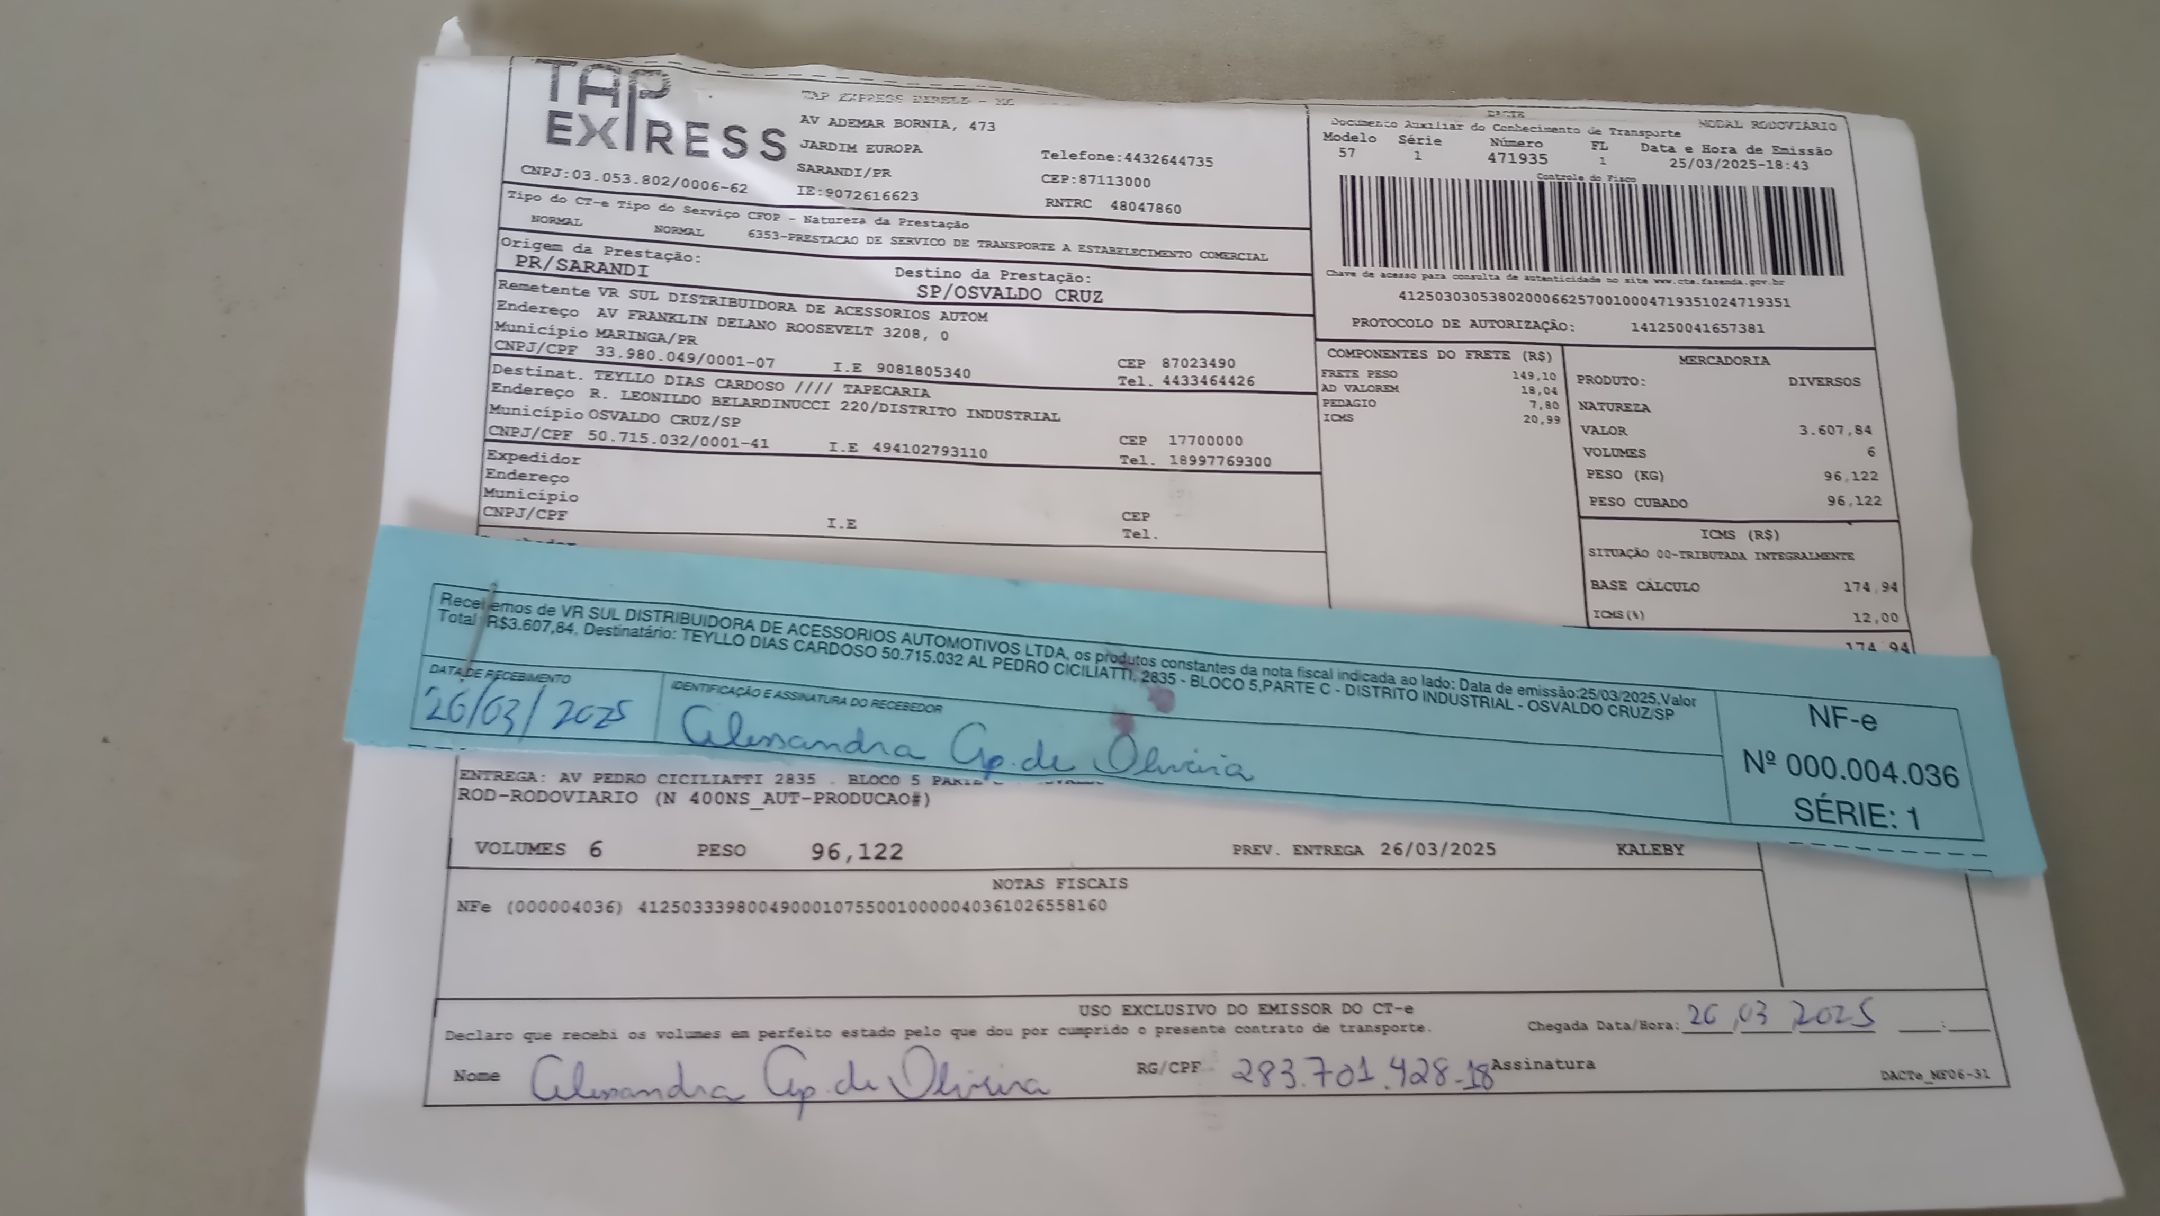 TAP EXPRESS
TAP EXPRESS EIRELI - ME
AV ADEMAR BORNIA, 473
JARDIM EUROPA
SARANDI/PR
IE:9072616623
Telefone:4432644735
CEP:87113000
RNTRC 48047860
CNPJ:03.053.802/0006-62
DACTE
Documento Auxiliar do Conhecimento de Transporte
MODAL RODOVIÁRIO
Modelo Série Número FL Data e Hora de Emissão
57 1 471935 1 25/03/2025-18:43
Controle do Fisco
Chave de acesso para consulta de autenticidade no site www.cte.fazenda.gov.br
41250303053802000662570010004719351024719351
PROTOCOLO DE AUTORIZAÇÃO: 141250041657381
Tipo do CT-e Tipo do Serviço CFOP - Natureza da Prestação
NORMAL NORMAL 6353-PRESTACAO DE SERVICO DE TRANSPORTE A ESTABELECIMENTO COMERCIAL
Origem da Prestação: Destino da Prestação:
PR/SARANDI SP/OSVALDO CRUZ
Remetente VR SUL DISTRIBUIDORA DE ACESSORIOS AUTOM
Endereço AV FRANKLIN DELANO ROOSEVELT 3208, 0
Município MARINGA/PR CEP 87023490
CNPJ/CPF 33.980.049/0001-07 I.E 9081805340 Tel. 4433464426
Destinat. TEYLLO DIAS CARDOSO //// TAPECARIA
Endereço R. LEONILDO BELARDINUCCI 220/DISTRITO INDUSTRIAL
Município OSVALDO CRUZ/SP CEP 17700000
CNPJ/CPF 50.715.032/0001-41 I.E 494102793110 Tel. 18997769300
Expedidor
Endereço
Município CEP
CNPJ/CPF I.E Tel.
COMPONENTES DO FRETE (R$)
FRETE PESO 149,10
AD VALOREM 18,04
PEDAGIO 7,80
ICMS 20,99
MERCADORIA
PRODUTO: DIVERSOS
NATUREZA
VALOR 3.607,84
VOLUMES 6
PESO (KG) 96,122
PESO CUBADO 96,122
ICMS (R$)
SITUAÇÃO 00-TRIBUTADA INTEGRALMENTE
BASE CÁLCULO 174,94
ICMS(%) 12,00
174,94
Recebemos de VR SUL DISTRIBUIDORA DE ACESSORIOS AUTOMOTIVOS LTDA, os produtos constantes da nota fiscal indicada ao lado: Data de emissão:25/03/2025,Valor
Total: R$3.607,84, Destinatário: TEYLLO DIAS CARDOSO 50.715.032 AL PEDRO CICILIATTI, 2835 - BLOCO 5,PARTE C - DISTRITO INDUSTRIAL - OSVALDO CRUZ/SP
DATA DE RECEBIMENTO IDENTIFICAÇÃO E ASSINATURA DO RECEBEDOR
26/03/2025 Alessandra Ap. de Oliveira
NF-e
Nº 000.004.036
SÉRIE: 1
ENTREGA: AV PEDRO CICILIATTI 2835 . BLOCO 5
ROD-RODOVIARIO (N 400NS_AUT-PRODUCAO#)
VOLUMES 6 PESO 96,122 PREV. ENTREGA 26/03/2025 KALEBY
NOTAS FISCAIS
NFe (000004036) 41250333980049000107550010000040361026558160
USO EXCLUSIVO DO EMISSOR DO CT-e
Declaro que recebi os volumes em perfeito estado pelo que dou por cumprido o presente contrato de transporte. Chegada Data/Hora: 26 03 2025 __:__
Nome Alessandra Ap. de Oliveira RG/CPF 283.701.428-18 Assinatura
DACTe_MF06-31